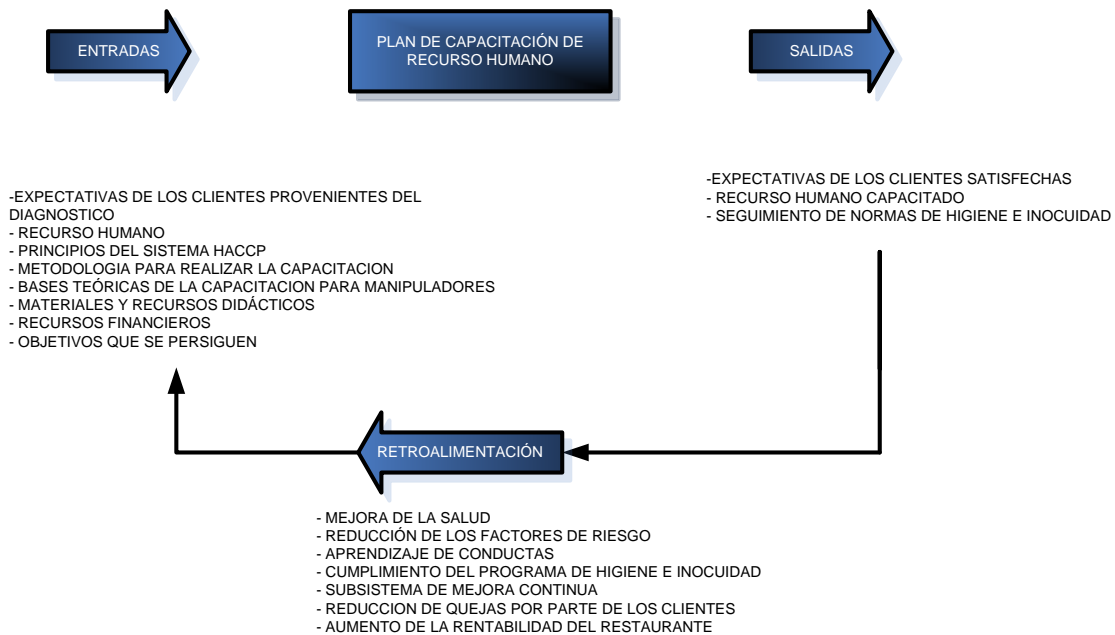 ENTRADAS
PLAN DE CAPACITACIÓN DE
RECURSO HUMANO
SALIDAS
-EXPECTATIVAS DE LOS CLIENTES PROVENIENTES DEL
DIAGNOSTICO
- RECURSO HUMANO
- PRINCIPIOS DEL SISTEMA HACCP
- METODOLOGIA PARA REALIZAR LA CAPACITACION
- BASES TEÓRICAS DE LA CAPACITACION PARA MANIPULADORES
- MATERIALES Y RECURSOS DIDÁCTICOS
- RECURSOS FINANCIEROS
- OBJETIVOS QUE SE PERSIGUEN
-EXPECTATIVAS DE LOS CLIENTES SATISFECHAS
- RECURSO HUMANO CAPACITADO
- SEGUIMIENTO DE NORMAS DE HIGIENE E INOCUIDAD
RETROALIMENTACIÓN
- MEJORA DE LA SALUD
- REDUCCIÓN DE LOS FACTORES DE RIESGO
- APRENDIZAJE DE CONDUCTAS
- CUMPLIMIENTO DEL PROGRAMA DE HIGIENE E INOCUIDAD
- SUBSISTEMA DE MEJORA CONTINUA
- REDUCCION DE QUEJAS POR PARTE DE LOS CLIENTES
- AUMENTO DE LA RENTABILIDAD DEL RESTAURANTE